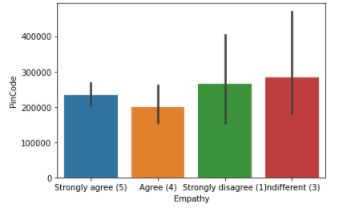 400000
300000
200000
100000
0
PinCode
Strongly agree (5) Agree (4) Strongly disagree (1) Indifferent (3)
Empathy